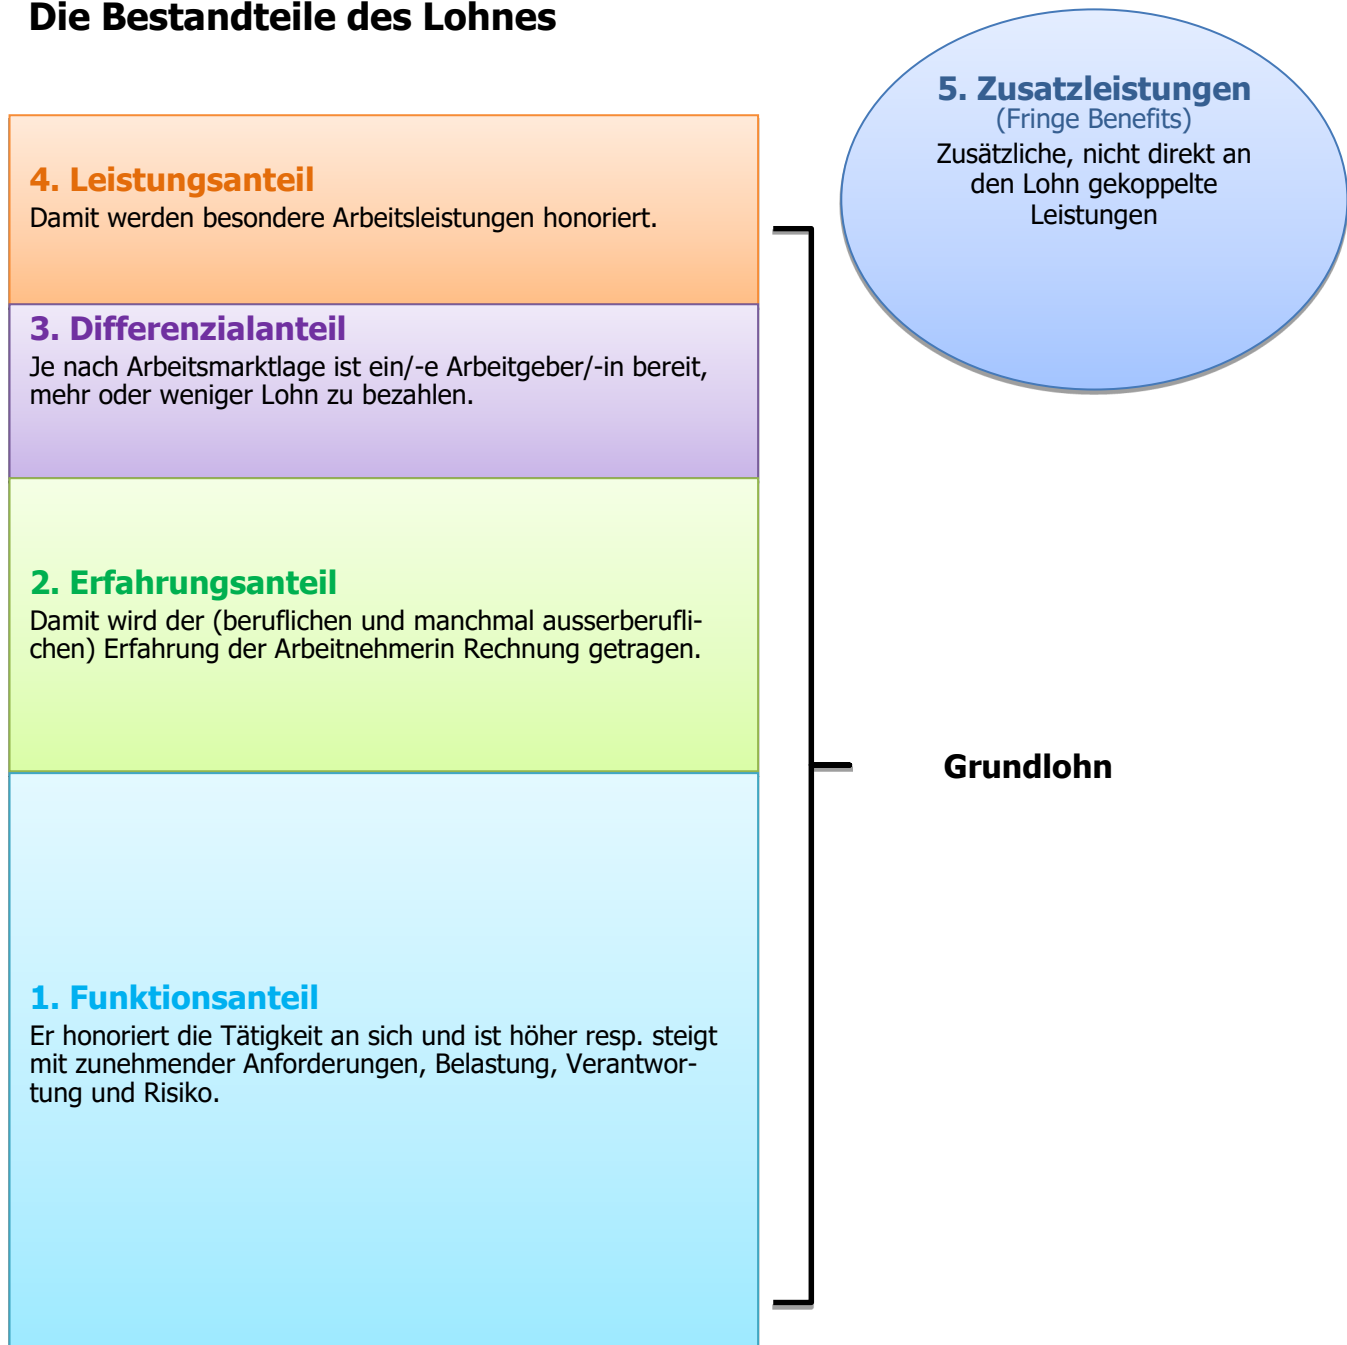 Die Bestandteile des Lohnes
5. Zusatzleistungen
(Fringe Benefits)
Zusätzliche, nicht direkt an
den Lohn gekoppelte
Leistungen
4. Leistungsanteil
Damit werden besondere Arbeitsleistungen honoriert.
3. Differenzialanteil
Je nach Arbeitsmarktlage ist ein/-e Arbeitgeber/-in bereit,
mehr oder weniger Lohn zu bezahlen.
2. Erfahrungsanteil
Damit wird der (beruflichen und manchmal ausserberufli-
chen) Erfahrung der Arbeitnehmerin Rechnung getragen.
Grundlohn
1. Funktionsanteil
Er honoriert die Tätigkeit an sich und ist höher resp. steigt
mit zunehmender Anforderungen, Belastung, Verantwor-
tung und Risiko.